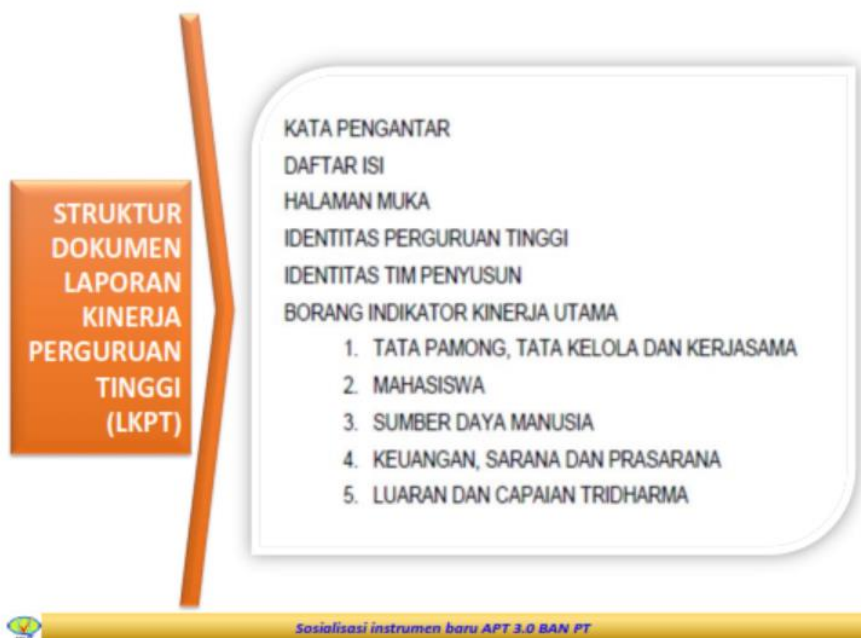 STRUKTUR
DOKUMEN
LAPORAN
KINERJA
PERGURUAN
TINGGI
(LKPT)
KATA PENGANTAR
DAFTAR ISI
HALAMAN MUKA
IDENTITAS PERGURUAN TINGGI
IDENTITAS TIM PENYUSUN
BORANG INDIKATOR KINERJA UTAMA
1. TATA PAMONG, TATA KELOLA DAN KERJASAMA
2. MAHASISWA
3. SUMBER DAYA MANUSIA
4. KEUANGAN, SARANA DAN PRASARANA
5. LUARAN DAN CAPAIAN TRIDHARMA
Sosialisasi instrumen baru APT 3.0 BAN PT